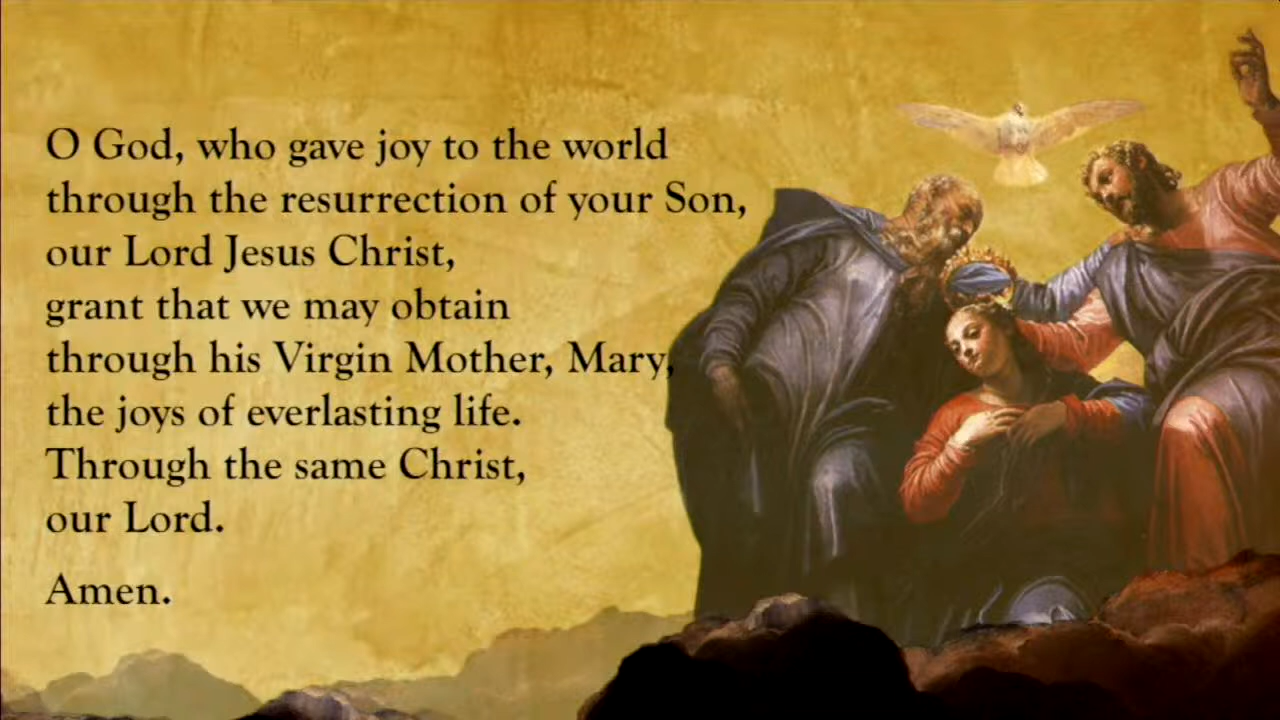 O God, who gave joy to the world
through the resurrection of your Son,
our Lord Jesus Christ,
grant that we may obtain
through his Virgin Mother, Mary,
the joys of everlasting life.
Through the same Christ,
our Lord.
Amen.